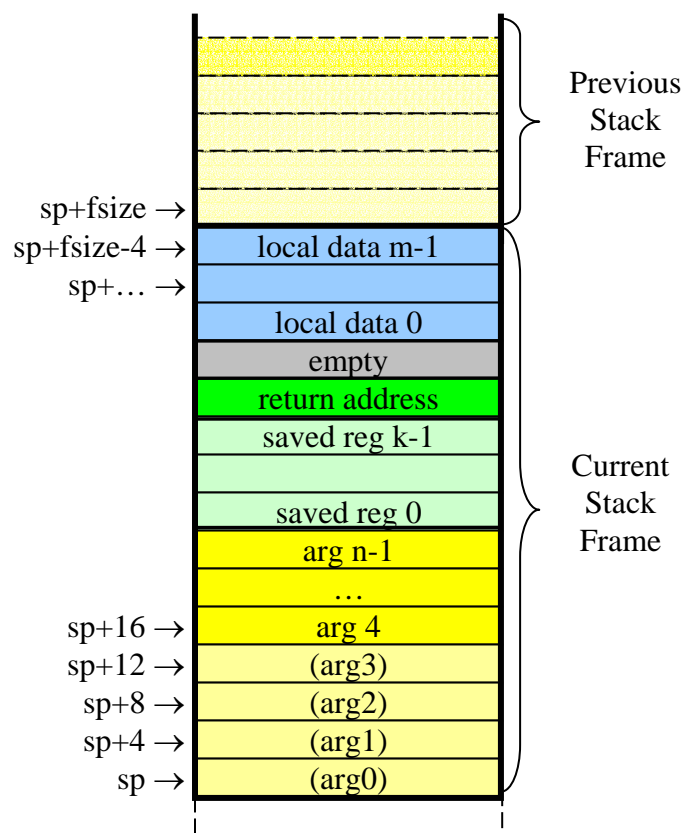 Previous
Stack
Frame
sp+fsize →
sp+fsize-4 → local data m-1
sp+… →
local data 0
empty
return address
saved reg k-1
saved reg 0
Current
Stack
Frame
arg n-1
…
sp+16 → arg 4
sp+12 → (arg3)
sp+8 → (arg2)
sp+4 → (arg1)
sp → (arg0)